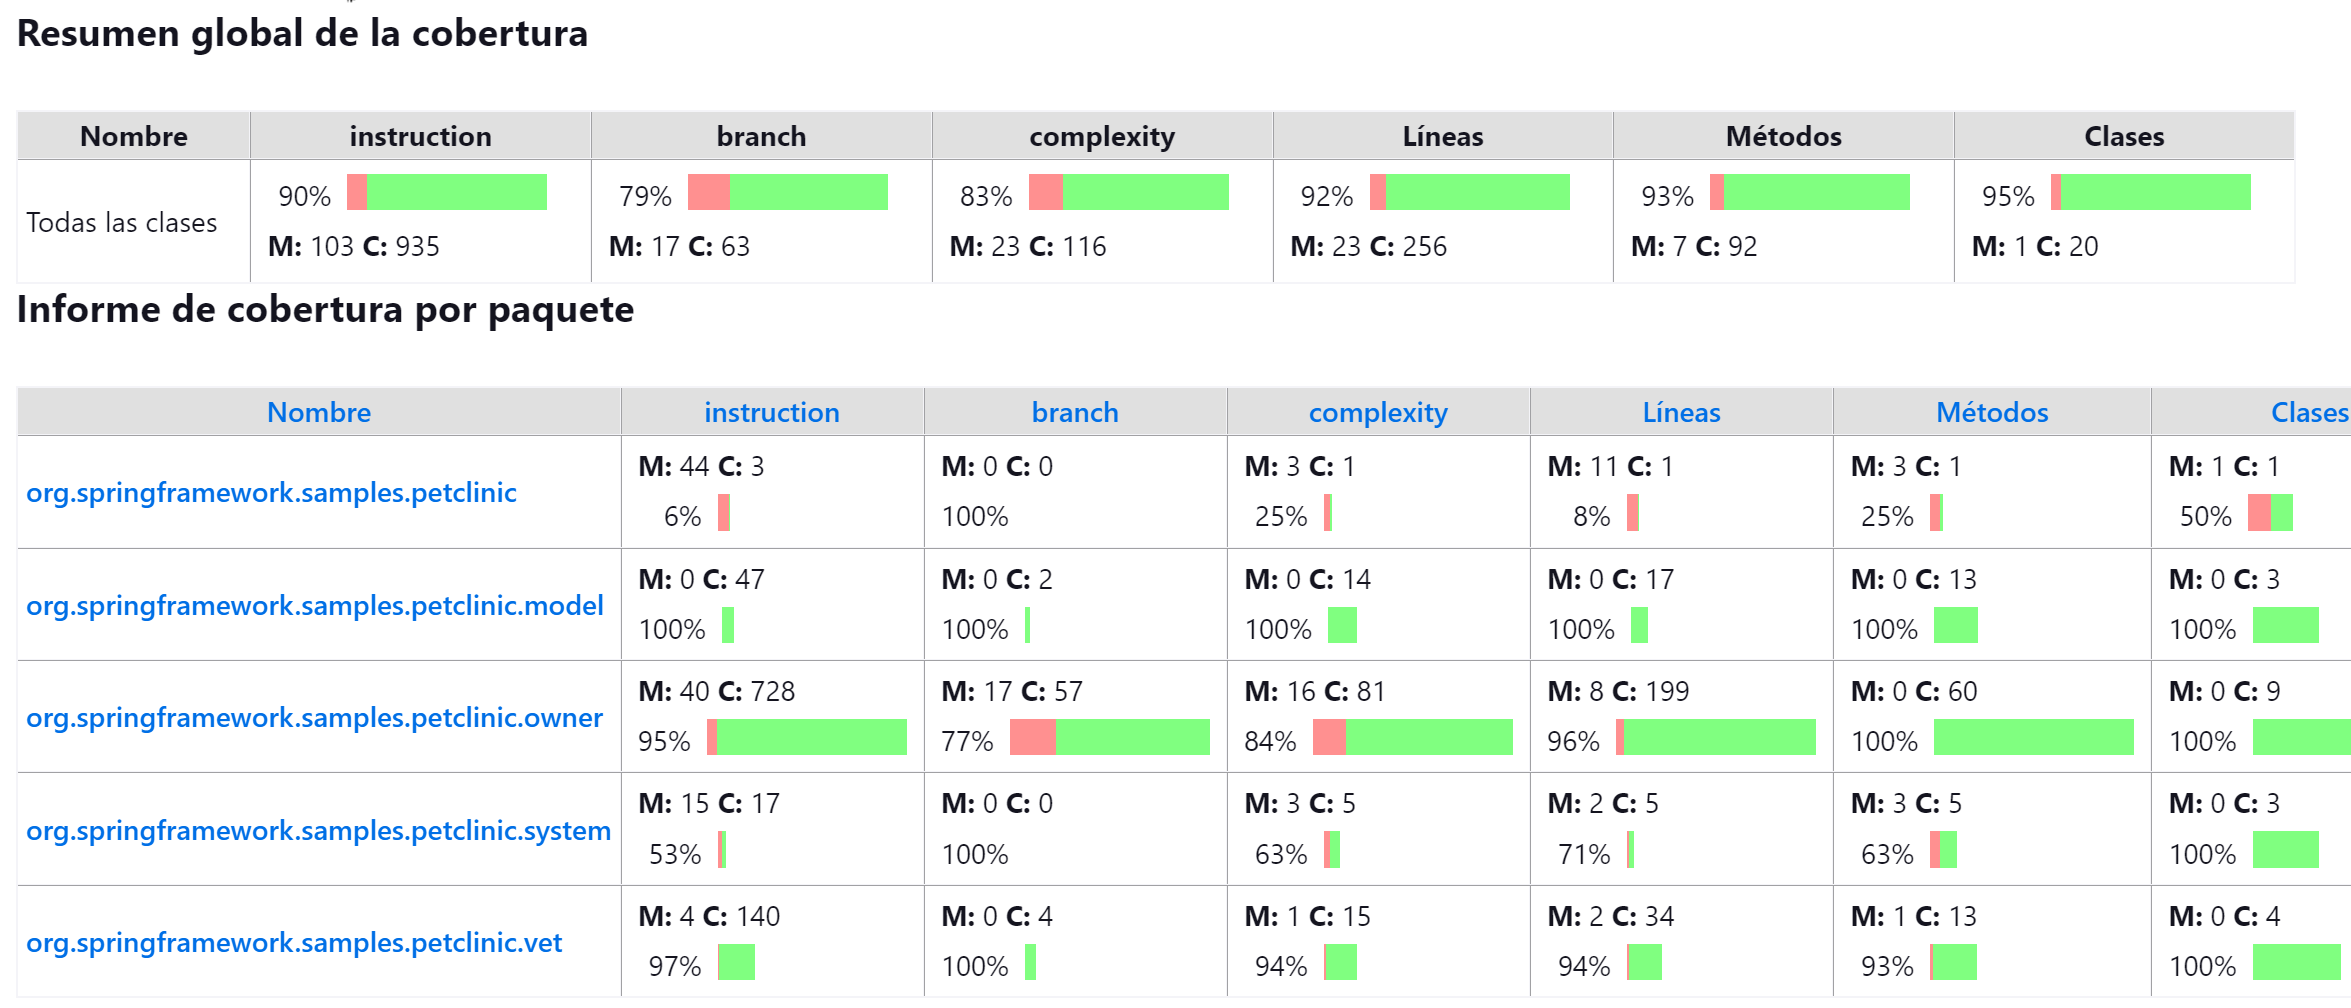 Resumen global de la cobertura
Nombre instruction branch complexity Líneas Métodos Clases
Todas las clases 90% 79% 83% 92% 93% 95%
M: 103 C: 935 M: 17 C: 63 M: 23 C: 116 M: 23 C: 256 M: 7 C: 92 M: 1 C: 20
Informe de cobertura por paquete
Nombre instruction branch complexity Líneas Métodos Clases
org.springframework.samples.petclinic M: 44 C: 3 M: 0 C: 0 M: 3 C: 1 M: 11 C: 1 M: 3 C: 1 M: 1 C: 1
6% 100% 25% 8% 25% 50%
org.springframework.samples.petclinic.model M: 0 C: 47 M: 0 C: 2 M: 0 C: 14 M: 0 C: 17 M: 0 C: 13 M: 0 C: 3
100% 100% 100% 100% 100% 100%
org.springframework.samples.petclinic.owner M: 40 C: 728 M: 17 C: 57 M: 16 C: 81 M: 8 C: 199 M: 0 C: 60 M: 0 C: 9
95% 77% 84% 96% 100% 100%
org.springframework.samples.petclinic.system M: 15 C: 17 M: 0 C: 0 M: 3 C: 5 M: 2 C: 5 M: 3 C: 5 M: 0 C: 3
53% 100% 63% 71% 63% 100%
org.springframework.samples.petclinic.vet M: 4 C: 140 M: 0 C: 4 M: 1 C: 15 M: 2 C: 34 M: 1 C: 13 M: 0 C: 4
97% 100% 94% 94% 93% 100%